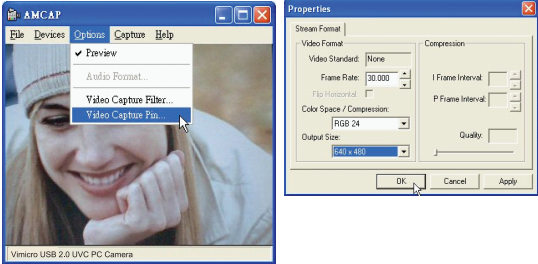 AMCAP
File Devices Options Capture Help
Preview
Audio Format...
Video Capture Filter...
Video Capture Pin...
Vimicro USB 2.0 UVC PC Camera
Properties
Stream Format
Video Format
Video Standard: None
Frame Rate: 30.000
Flip Horizontal:
Color Space / Compression:
RGB 24
Output Size:
640 x 480
Compression
I Frame Interval:
P Frame Interval:
Quality:
OK Cancel Apply